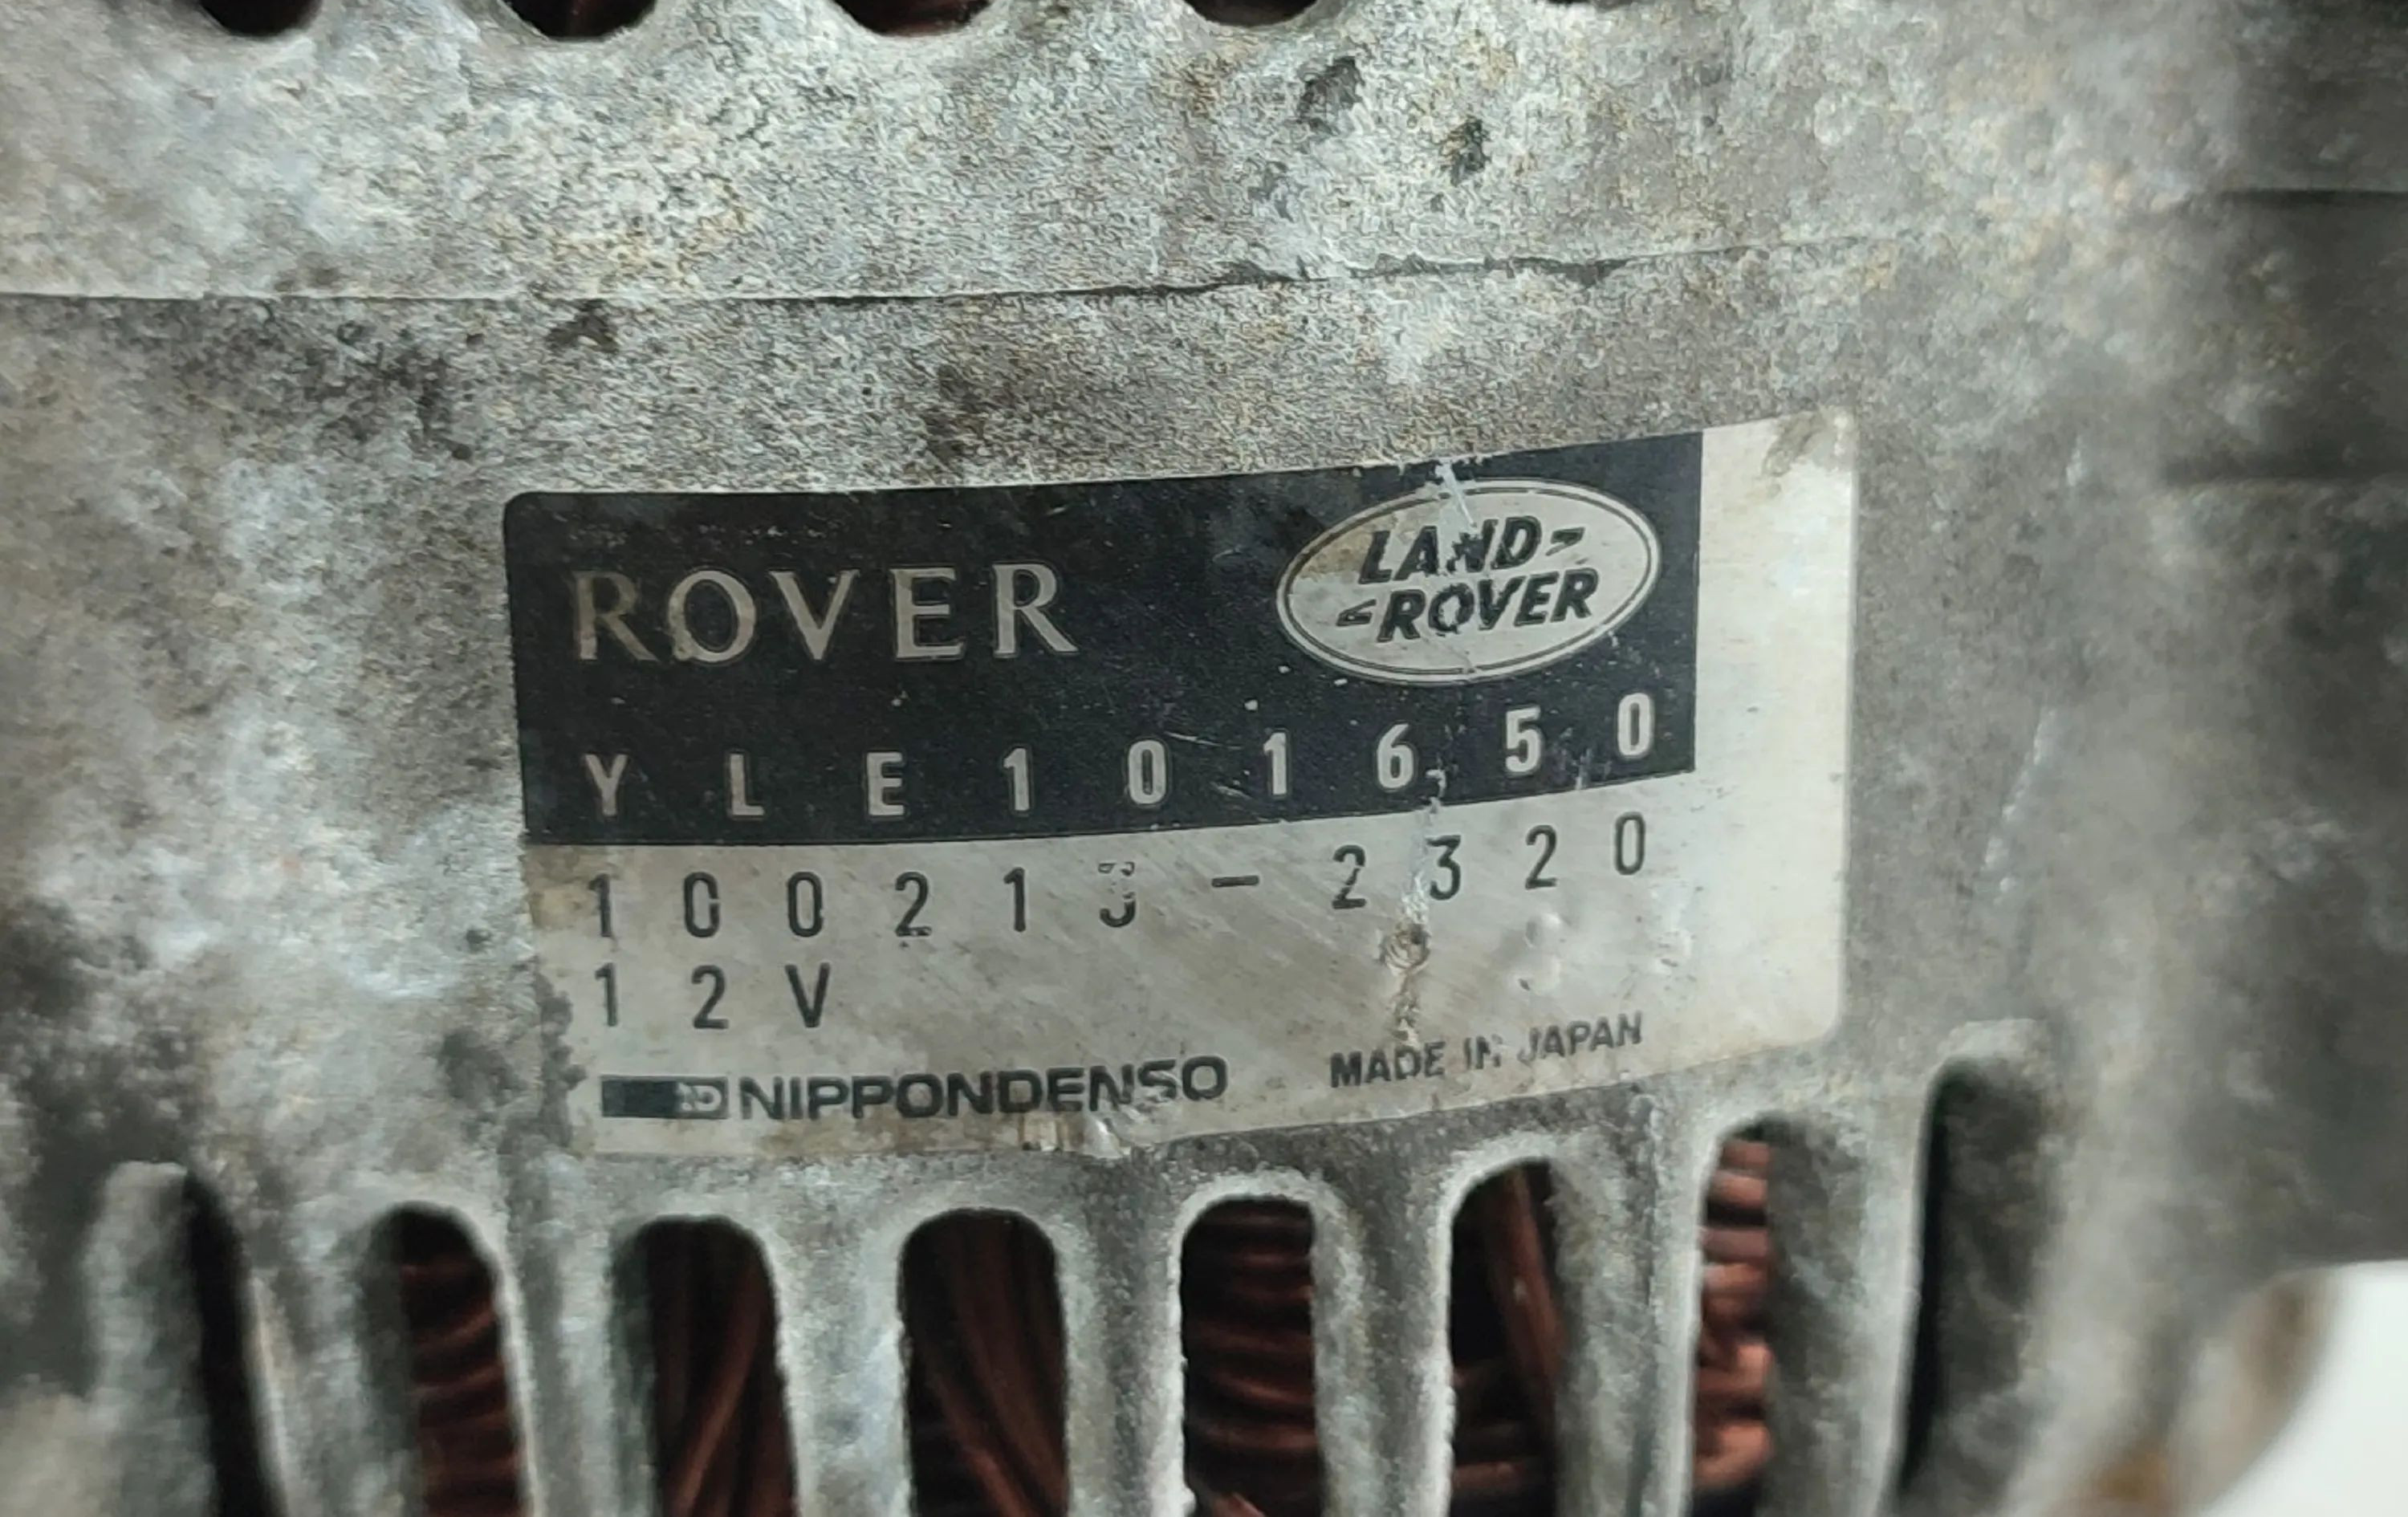 ROVER
LAND-
-ROVER
YLE101650
100213-2320
12V
NIPPONDENSO
MADE IN JAPAN